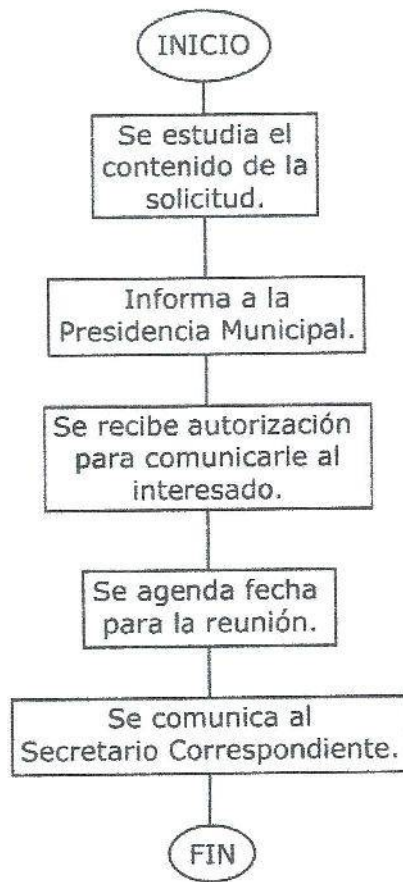 INICIO
Se estudia el
contenido de la
solicitud.
Informa a la
Presidencia Municipal.
Se recibe autorización
para comunicarle al
interesado.
Se agenda fecha
para la reunión.
Se comunica al
Secretario Correspondiente.
FIN